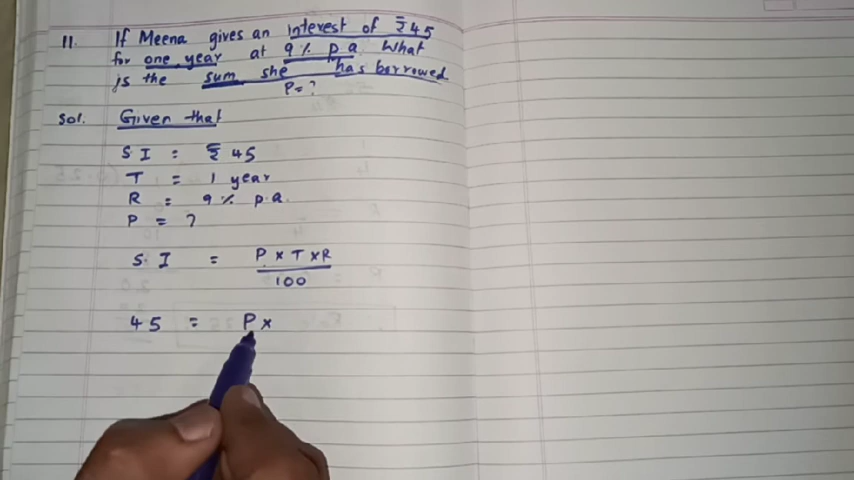 11. If Meena gives an interest of ₹45
for one year at 9% p.a. What
is the sum she has borrowed
P = ?
Sol. Given that
S.I = ₹45
T = 1 year
R = 9% p.a.
P = ?
S.I = P × T × R
100
45 = P ×